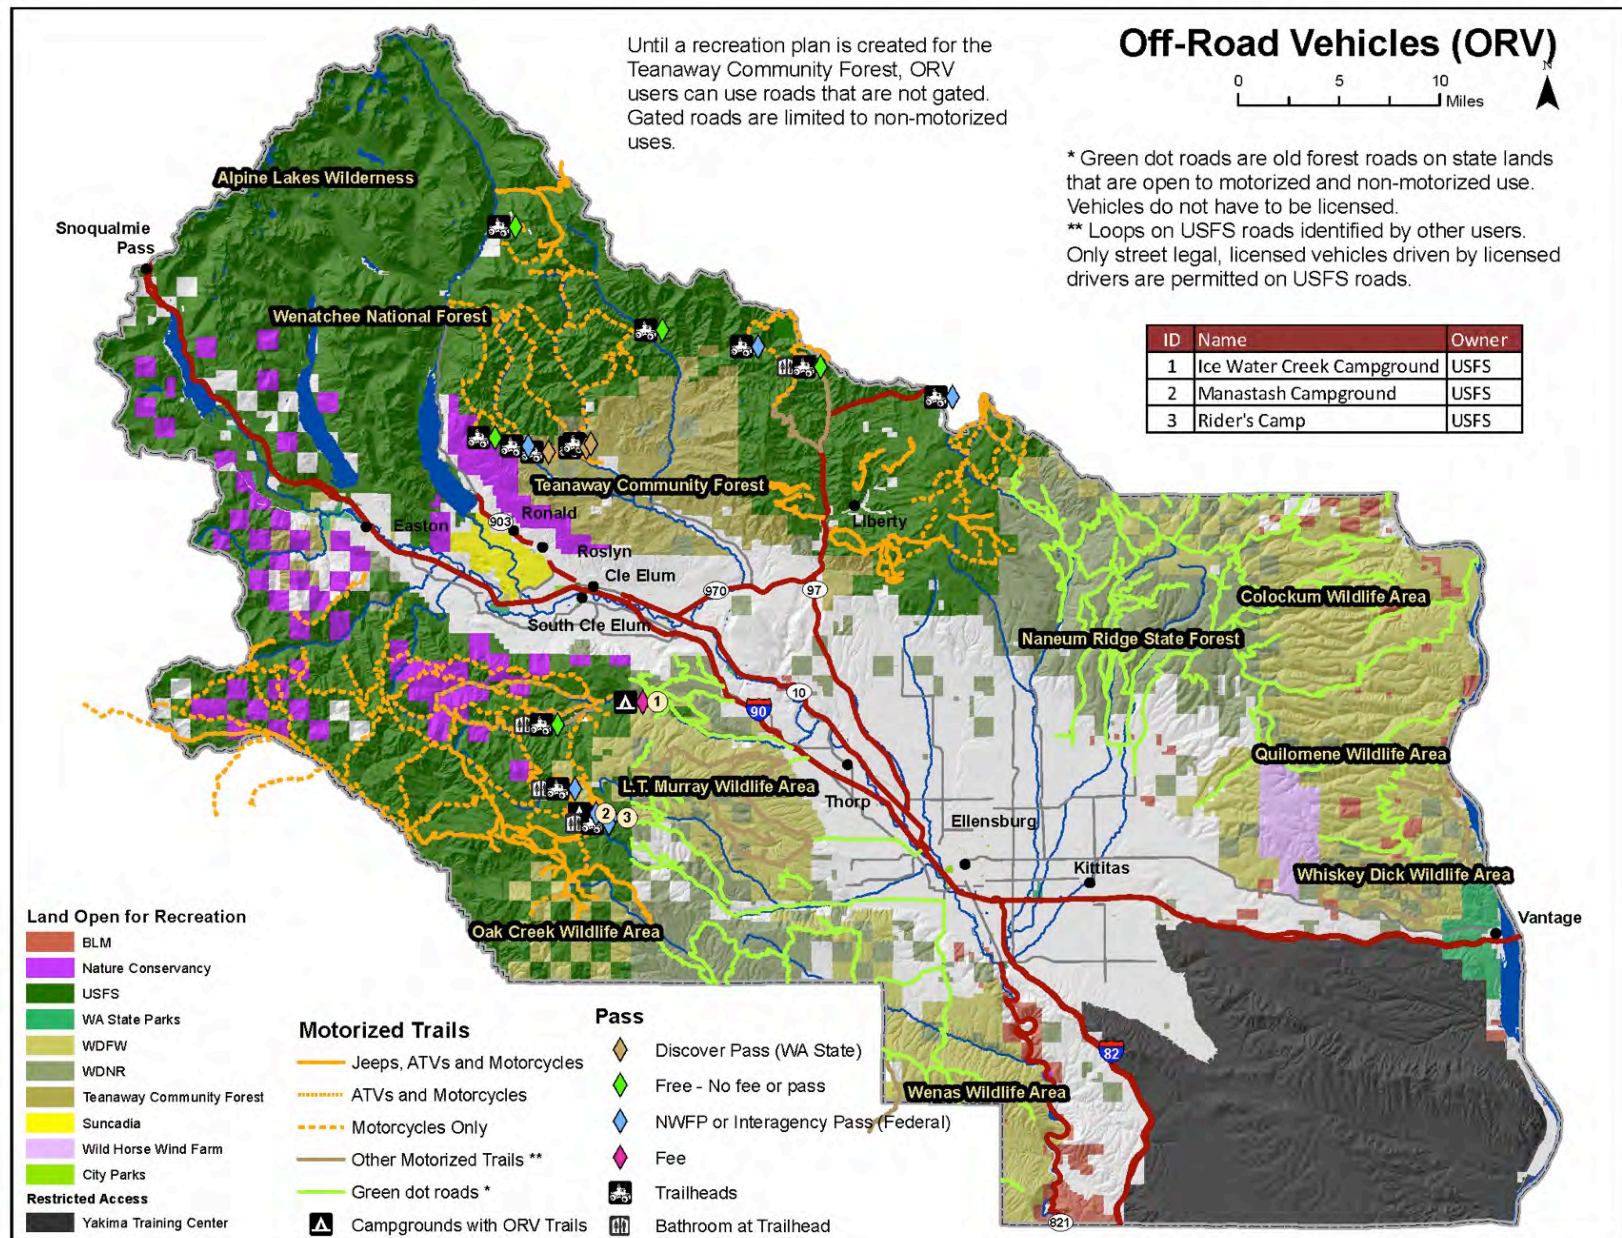 Off-Road Vehicles (ORV)
0 5 10
Miles
N
Until a recreation plan is created for the
Teanaway Community Forest, ORV
users can use roads that are not gated.
Gated roads are limited to non-motorized
uses.
* Green dot roads are old forest roads on state lands
that are open to motorized and non-motorized use.
Vehicles do not have to be licensed.
** Loops on USFS roads identified by other users.
Only street legal, licensed vehicles driven by licensed
drivers are permitted on USFS roads.
ID Name Owner
1 Ice Water Creek Campground USFS
2 Manastash Campground USFS
3 Rider's Camp USFS
Alpine Lakes Wilderness
Snoqualmie
Pass
Wenatchee National Forest
Teanaway Community Forest
Easton
903
Ronald
Roslyn
Cle Elum
South Cle Elum
970
97
Liberty
Naneum Ridge State Forest
Colockum Wildlife Area
10
90
1
L.T. Murray Wildlife Area
Thorp
2
3
Ellensburg
Kittitas
Quilomene Wildlife Area
Whiskey Dick Wildlife Area
Vantage
Oak Creek Wildlife Area
82
Wenas Wildlife Area
821
Land Open for Recreation
BLM
Nature Conservancy
USFS
WA State Parks
WDFW
WDNR
Teanaway Community Forest
Suncadia
Wild Horse Wind Farm
City Parks
Restricted Access
Yakima Training Center
Motorized Trails
Jeeps, ATVs and Motorcycles
ATVs and Motorcycles
Motorcycles Only
Other Motorized Trails **
Green dot roads *
Campgrounds with ORV Trails
Pass
Discover Pass (WA State)
Free - No fee or pass
NWFP or Interagency Pass (Federal)
Fee
Trailheads
Bathroom at Trailhead